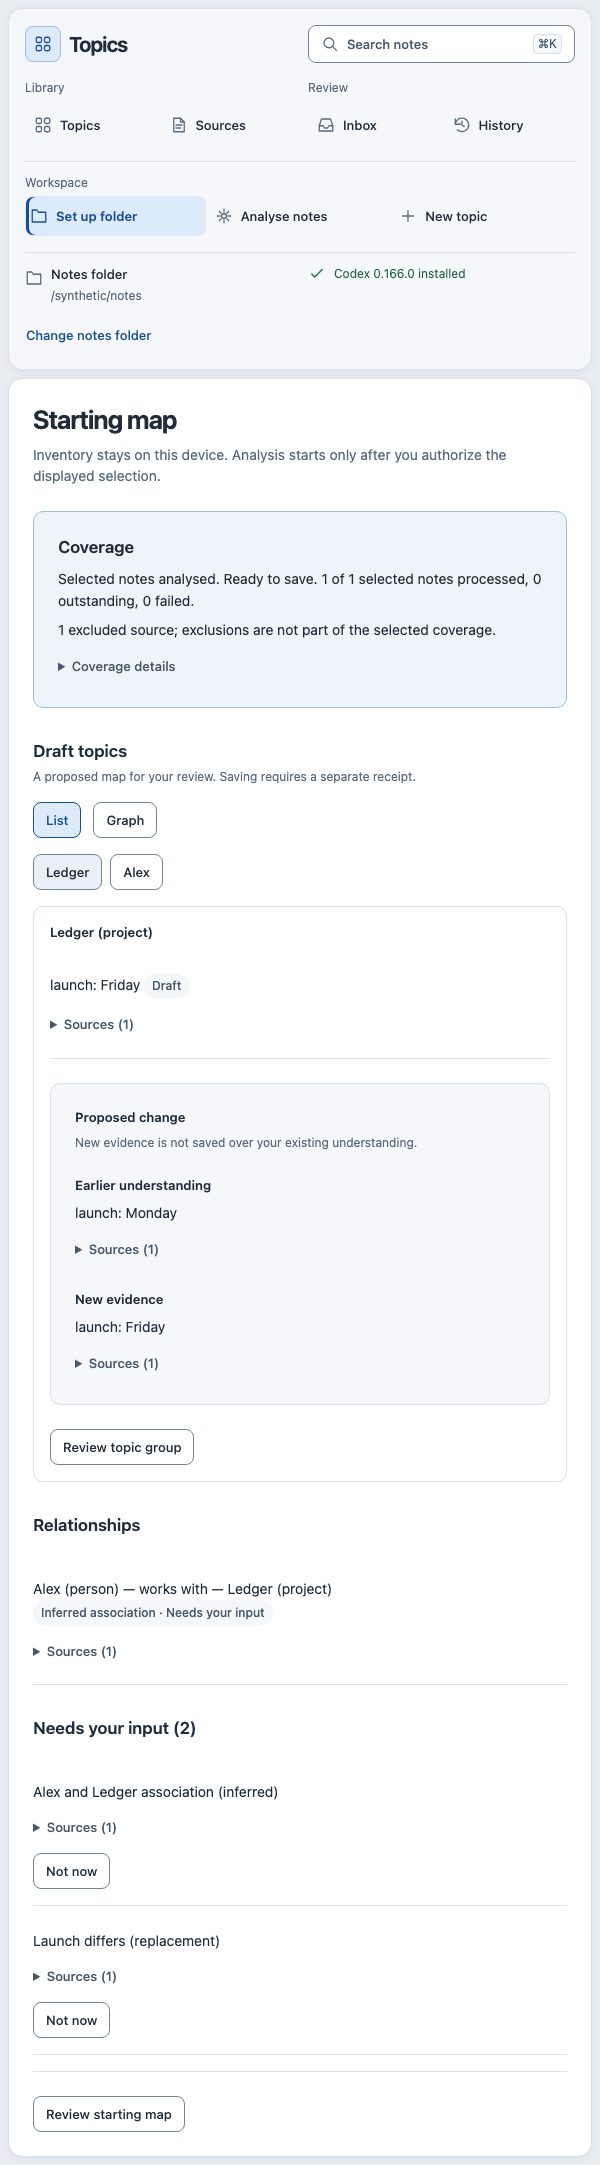 Topics
Search notes
⌘K
Library
Review
Topics
Sources
Inbox
History
Workspace
Set up folder
Analyse notes
New topic
Notes folder
/synthetic/notes
Codex 0.166.0 installed
Change notes folder
Starting map
Inventory stays on this device. Analysis starts only after you authorize the
displayed selection.
Coverage
Selected notes analysed. Ready to save. 1 of 1 selected notes processed, 0
outstanding, 0 failed.
1 excluded source; exclusions are not part of the selected coverage.
Coverage details
Draft topics
A proposed map for your review. Saving requires a separate receipt.
List
Graph
Ledger
Alex
Ledger (project)
launch: Friday Draft
Sources (1)
Proposed change
New evidence is not saved over your existing understanding.
Earlier understanding
launch: Monday
Sources (1)
New evidence
launch: Friday
Sources (1)
Review topic group
Relationships
Alex (person) — works with — Ledger (project)
Inferred association · Needs your input
Sources (1)
Needs your input (2)
Alex and Ledger association (inferred)
Sources (1)
Not now
Launch differs (replacement)
Sources (1)
Not now
Review starting map